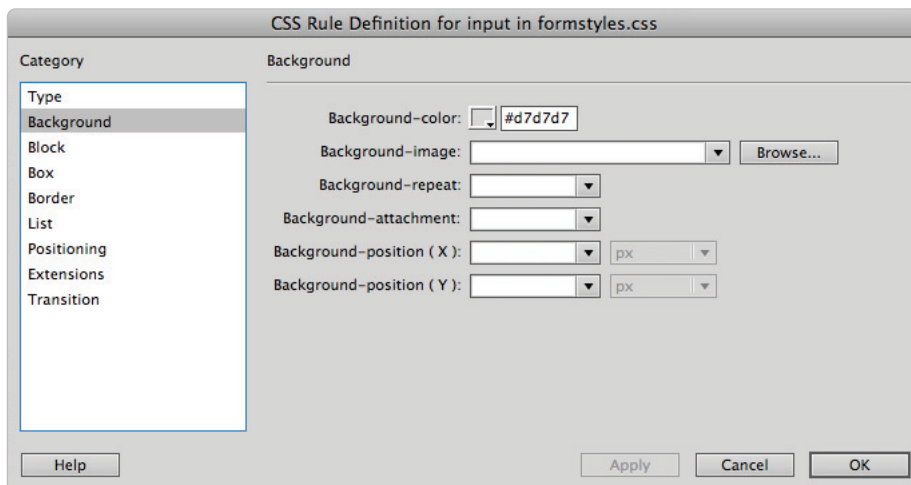 CSS Rule Definition for input in formstyles.css
Category
Type
Background
Block
Box
Border
List
Positioning
Extensions
Transition
Background
Background-color: #d7d7d7
Background-image: Browse...
Background-repeat:
Background-attachment:
Background-position (X): px
Background-position (Y): px
Help Apply Cancel OK